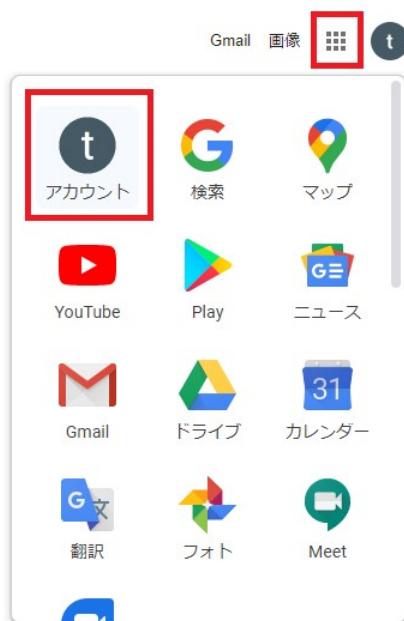 Gmail 画像 t
t
アカウント 検索 マップ
YouTube Play ニュース
31
Gmail ドライブ カレンダー
G 文
翻訳 フォト Meet